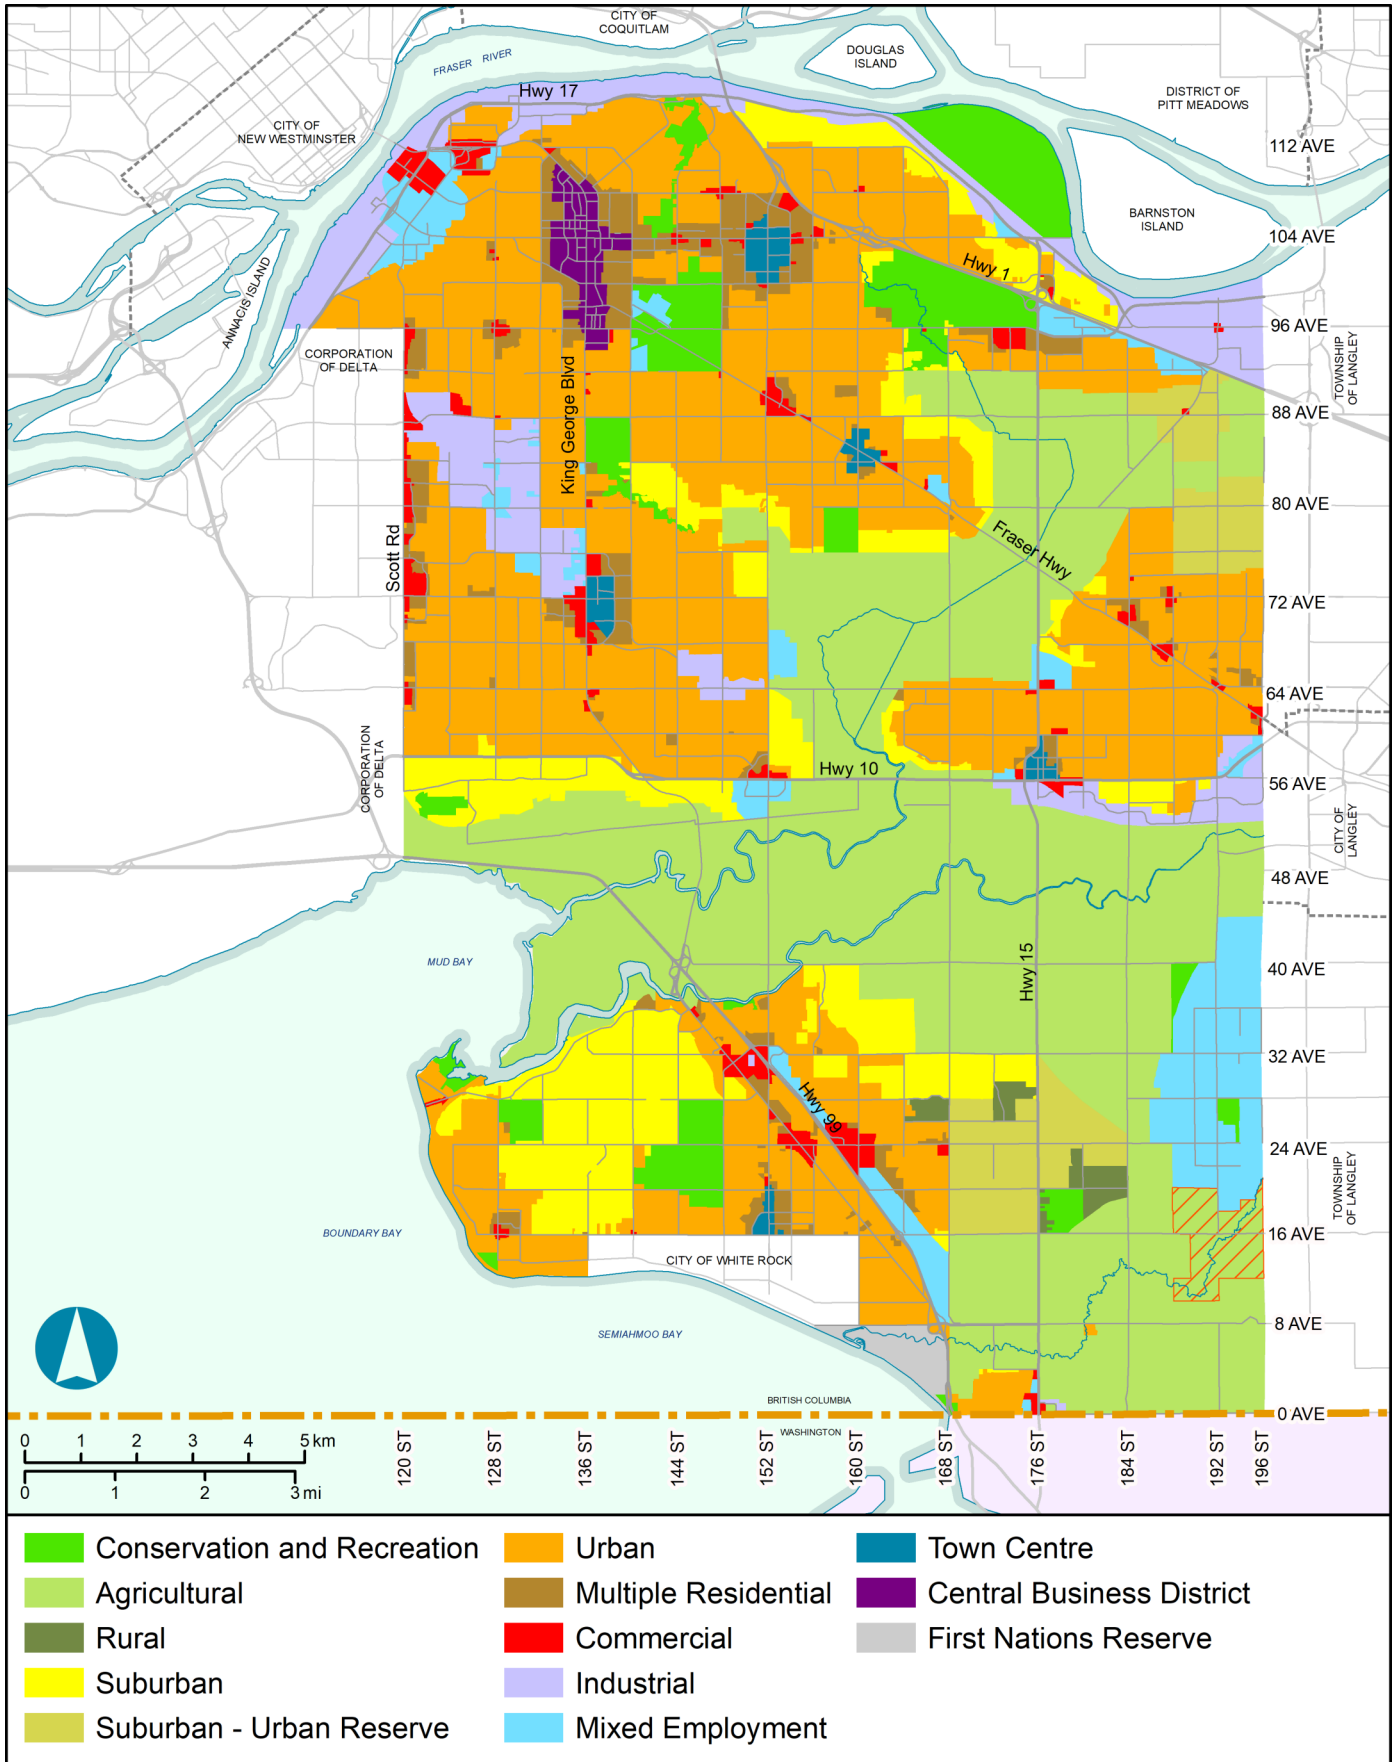 CITY OF
COQUITLAM
FRASER RIVER
DOUGLAS
ISLAND
Hwy 17
DISTRICT OF
PITT MEADOWS
CITY OF
NEW WESTMINSTER
112 AVE
BARNSTON
ISLAND
104 AVE
Hwy 1
ANNACIS ISLAND
96 AVE
CORPORATION
OF DELTA
TOWNSHIP
OF LANGLEY
King George Blvd
88 AVE
80 AVE
Scott Rd
Fraser Hwy
72 AVE
64 AVE
CORPORATION
OF DELTA
Hwy 10
56 AVE
CITY OF
LANGLEY
48 AVE
MUD BAY
Hwy 15
40 AVE
32 AVE
Hwy 99
24 AVE
TOWNSHIP
OF LANGLEY
BOUNDARY BAY
16 AVE
CITY OF WHITE ROCK
8 AVE
SEMIAHMOO BAY
BRITISH COLUMBIA
0 AVE
WASHINGTON
0 1 2 3 4 5 km
0 1 2 3 mi
120 ST
128 ST
136 ST
144 ST
152 ST
160 ST
168 ST
176 ST
184 ST
192 ST
196 ST
Conservation and Recreation
Agricultural
Rural
Suburban
Suburban - Urban Reserve
Urban
Multiple Residential
Commercial
Industrial
Mixed Employment
Town Centre
Central Business District
First Nations Reserve